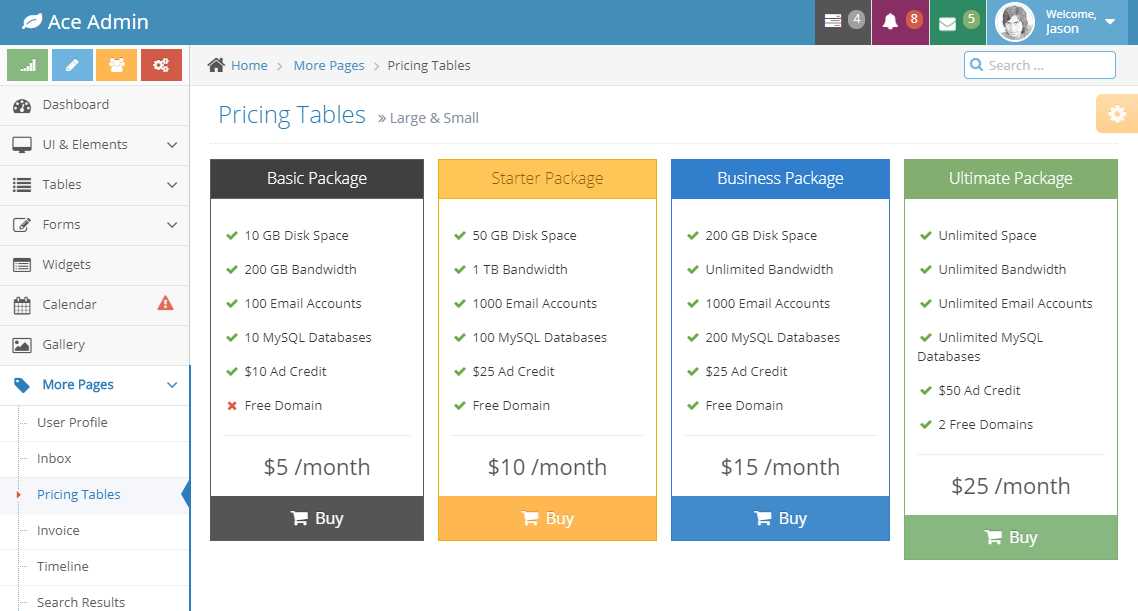 Ace Admin
4
8
5
Welcome,
Jason
Home > More Pages > Pricing Tables
Search ...
Dashboard
UI & Elements
Tables
Forms
Widgets
Calendar
Gallery
More Pages
User Profile
Inbox
Pricing Tables
Invoice
Timeline
Search Results
Pricing Tables » Large & Small
Basic Package
10 GB Disk Space
200 GB Bandwidth
100 Email Accounts
10 MySQL Databases
$10 Ad Credit
Free Domain
$5 /month
Buy
Starter Package
50 GB Disk Space
1 TB Bandwidth
1000 Email Accounts
100 MySQL Databases
$25 Ad Credit
Free Domain
$10 /month
Buy
Business Package
200 GB Disk Space
Unlimited Bandwidth
1000 Email Accounts
200 MySQL Databases
$25 Ad Credit
Free Domain
$15 /month
Buy
Ultimate Package
Unlimited Space
Unlimited Bandwidth
Unlimited Email Accounts
Unlimited MySQL
Databases
$50 Ad Credit
2 Free Domains
$25 /month
Buy